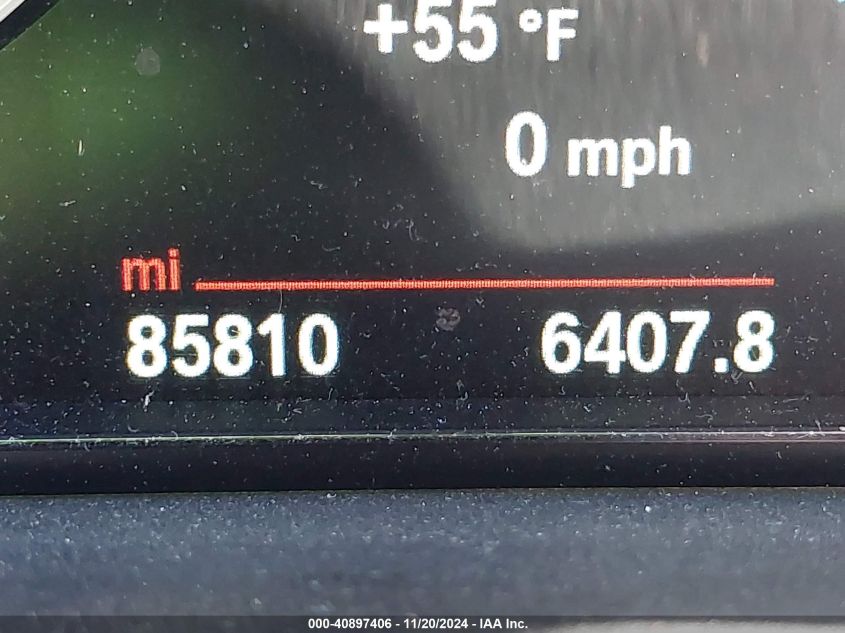 +55 °F
0 mph
mi
85810 6407.8
000-40897406 - 11/20/2024 - IAA Inc.